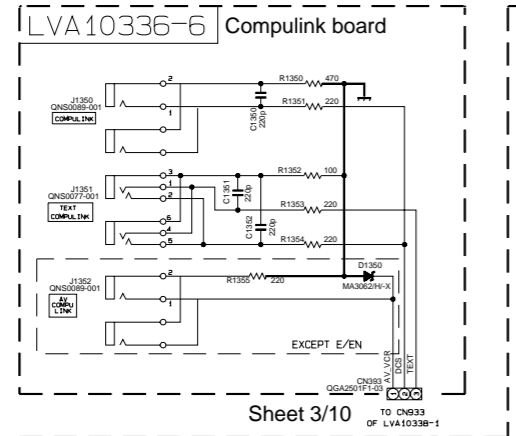 LVA10336-6 Compulink board
2
R1350 470
J1350
QNS0089-001
COMPULINK
1
R1351 220
C1350
220p
3
R1352 100
J1351
QNS0077-001
1
2
C1351
220p
TEXT
COMPULINK
R1353 220
6
C1352
220p
4
5
R1354 220
D1350
J1352
QNS0089-001
2
R1355 220
MA3062/H/-X
AV
COMPU
LINK
1
EXCEPT E/EN
AV_VCR
DCS
TEXT
CN393
QGA2501F1-03
1 2 3
Sheet 3/10
TO CN933
OF LVA10338-1